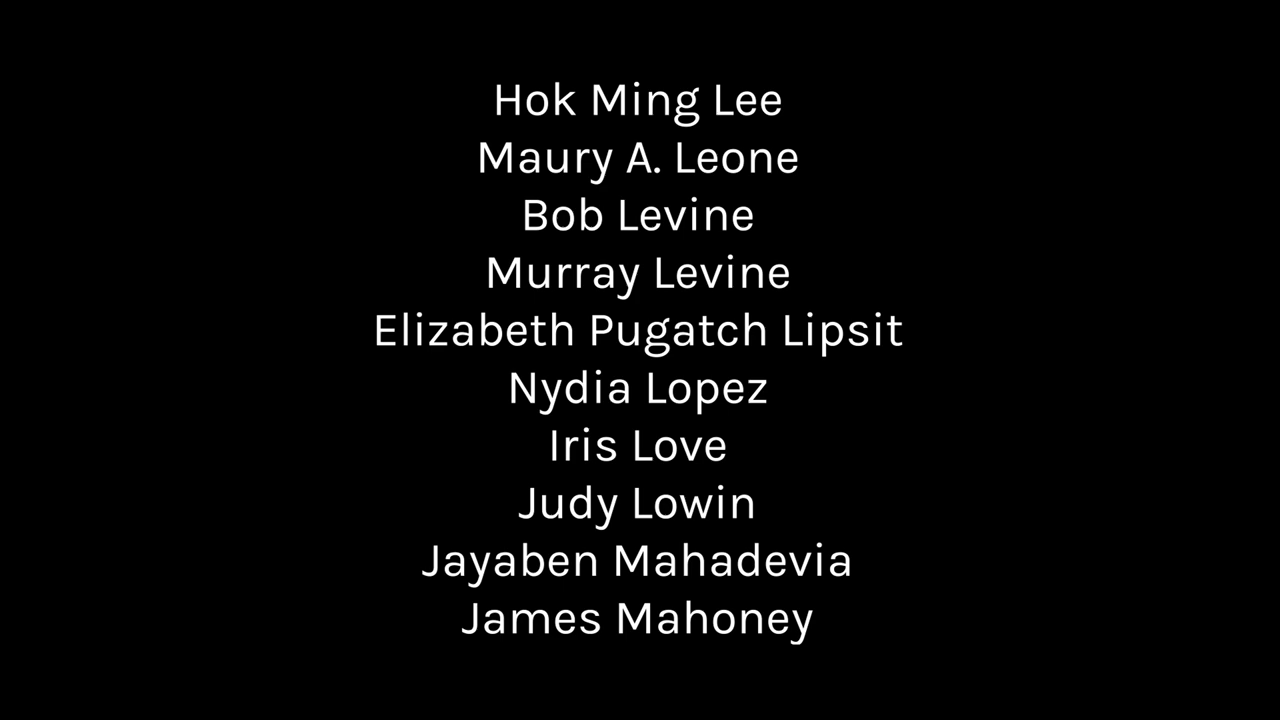 Hok Ming Lee
Maury A. Leone
Bob Levine
Murray Levine
Elizabeth Pugatch Lipsit
Nydia Lopez
Iris Love
Judy Lowin
Jayaben Mahadevia
James Mahoney